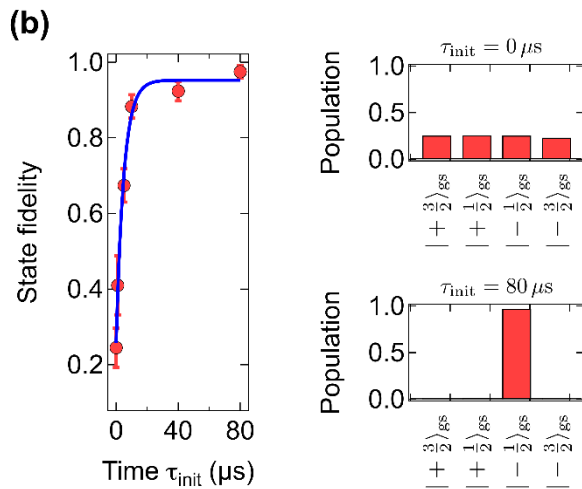 (b)
State fidelity
1.0
0.8
0.6
0.4
0.2
0
40
80
Time τinit (μs)
τinit = 0 μs
Population
1.0
0.5
0.0
|+3/2⟩gs
|+1/2⟩gs
|−1/2⟩gs
|−3/2⟩gs
τinit = 80 μs
Population
1.0
0.5
0.0
|+3/2⟩gs
|+1/2⟩gs
|−1/2⟩gs
|−3/2⟩gs